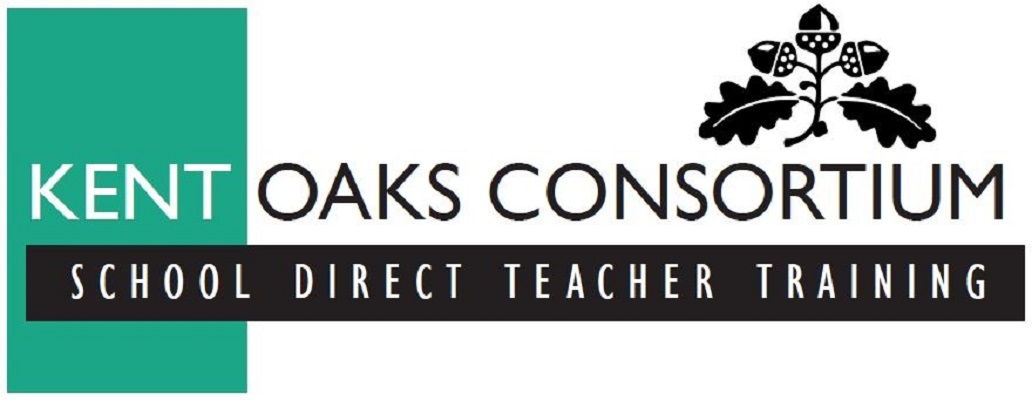 KENT OAKS CONSORTIUM
SCHOOL DIRECT TEACHER TRAINING